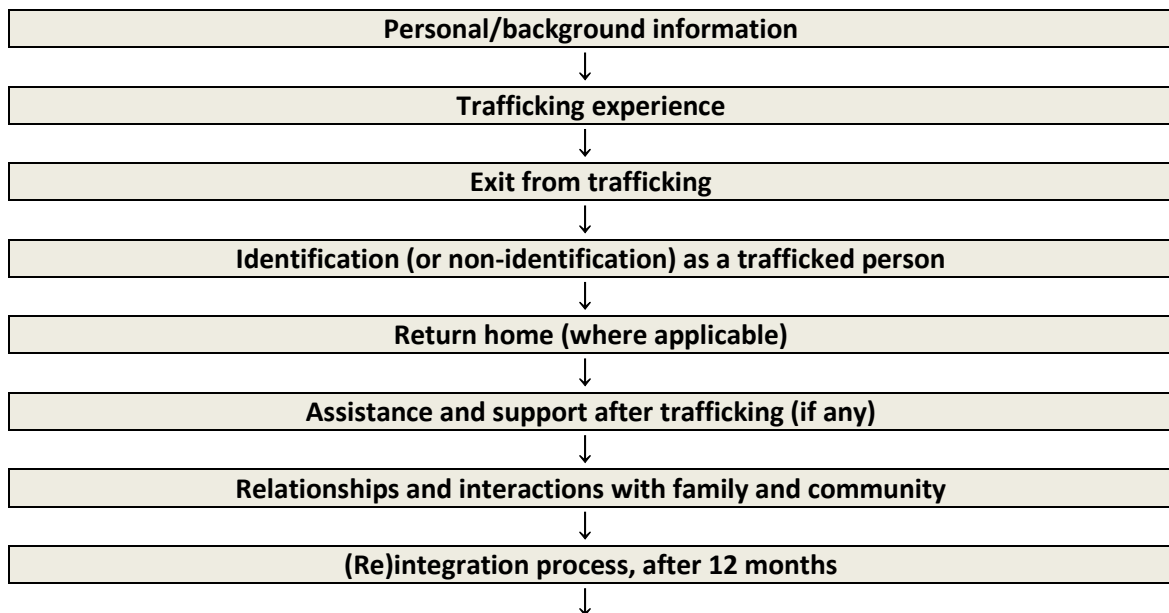 Personal/background information
Trafficking experience
Exit from trafficking
Identification (or non-identification) as a trafficked person
Return home (where applicable)
Assistance and support after trafficking (if any)
Relationships and interactions with family and community
(Re)integration process, after 12 months